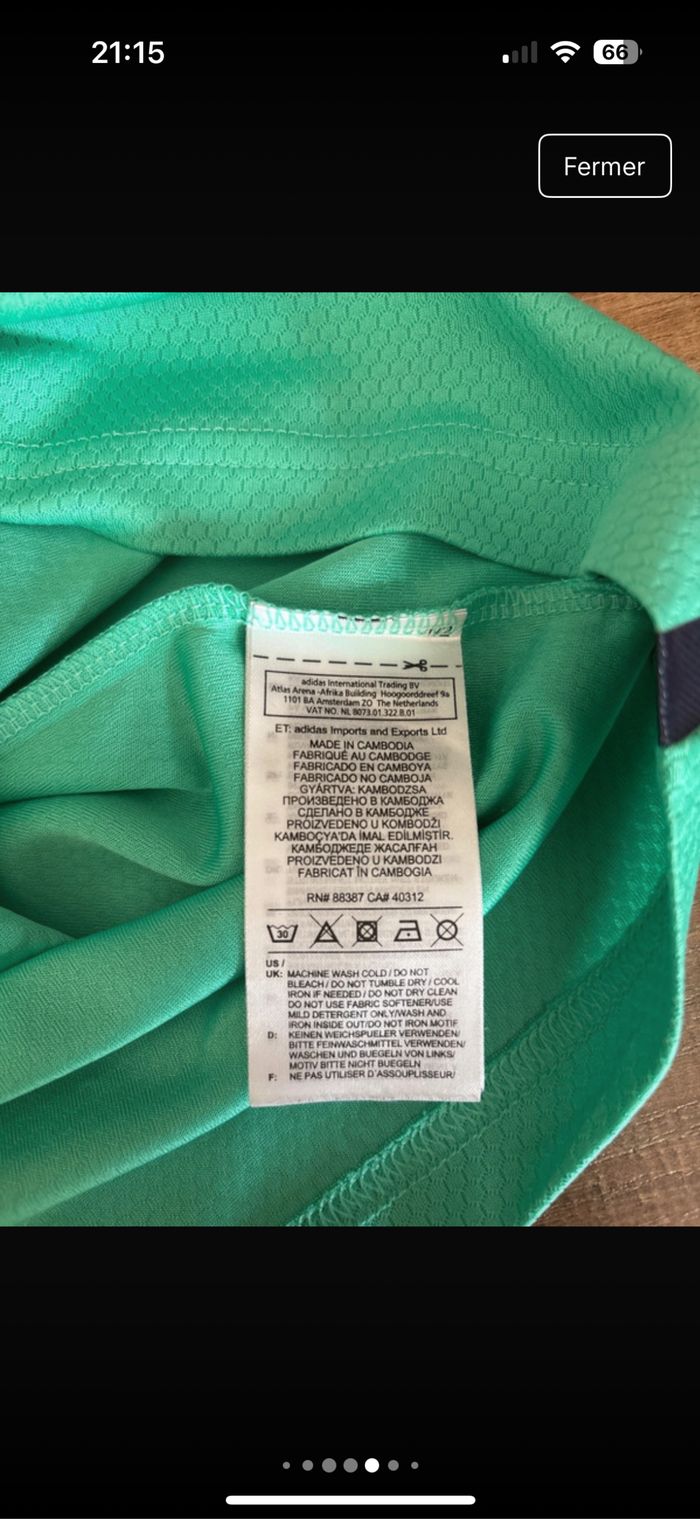 21:15
66
Fermer
adidas International Trading BV
Atlas Arena -Afrika Building Hoogoorddreef 9a
1101 BA Amsterdam ZO The Netherlands
VAT NO. NL 8073.01.322.B.01
ET: adidas Imports and Exports Ltd
MADE IN CAMBODIA
FABRIQUÉ AU CAMBODGE
FABRICADO EN CAMBOYA
FABRICADO NO CAMBOJA
GYÁRTVA: KAMBODZSA
ПРОИЗВЕДЕНО В КАМБОДЖА
СДЕЛАНО В КАМБОДЖЕ
PROIZVEDENO U KOMBODŽI
KAMBOÇYA'DA İMAL EDİLMİŞTİR.
КАМБОДЖЕДЕ ЖАСАЛҒАН
PROIZVEDENO U KAMBODZI
FABRICAT ÎN CAMBOGIA
RN# 88387 CA# 40312
30
US /
UK: MACHINE WASH COLD / DO NOT
BLEACH / DO NOT TUMBLE DRY / COOL
IRON IF NEEDED / DO NOT DRY CLEAN
DO NOT USE FABRIC SOFTENER/USE
MILD DETERGENT ONLY/WASH AND
IRON INSIDE OUT/DO NOT IRON MOTIF
D: KEINEN WEICHSPUELER VERWENDEN/
BITTE FEINWASCHMITTEL VERWENDEN/
WASCHEN UND BUEGELN VON LINKS/
MOTIV BITTE NICHT BUEGELN
F: NE PAS UTILISER D'ASSOUPLISSEUR/